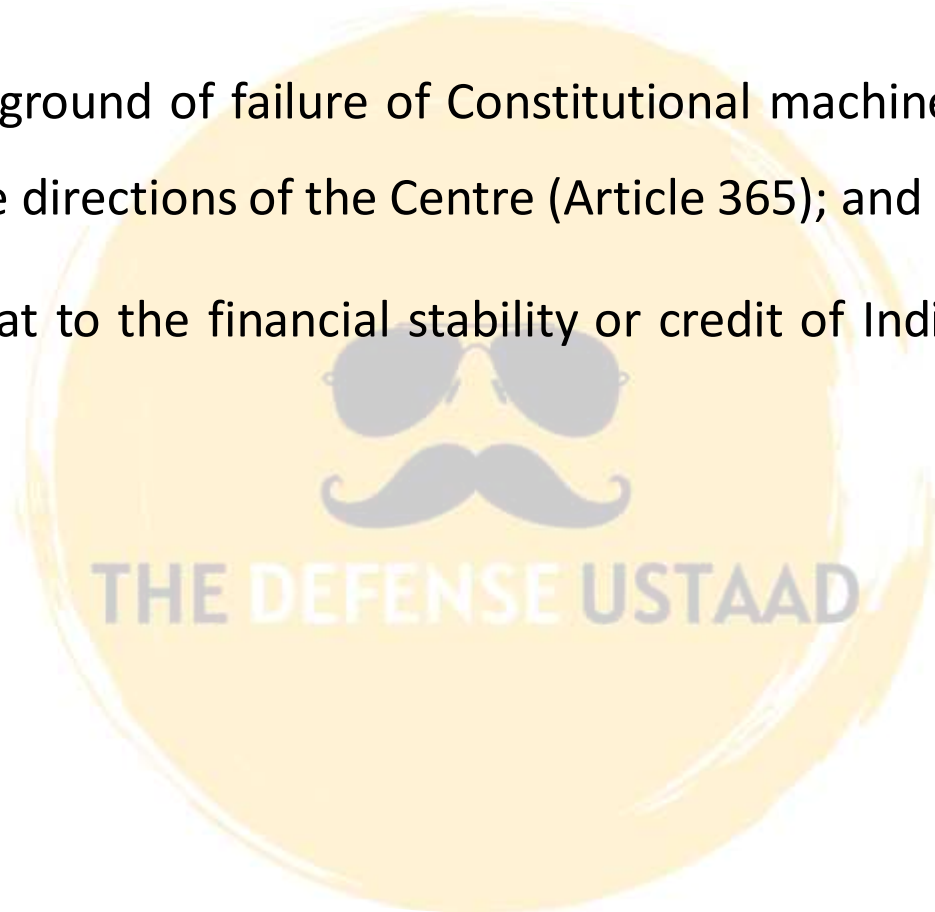 ground of failure of Constitutional machine
e directions of the Centre (Article 365); and
at to the financial stability or credit of Indi
THE DEFENSE USTAAD